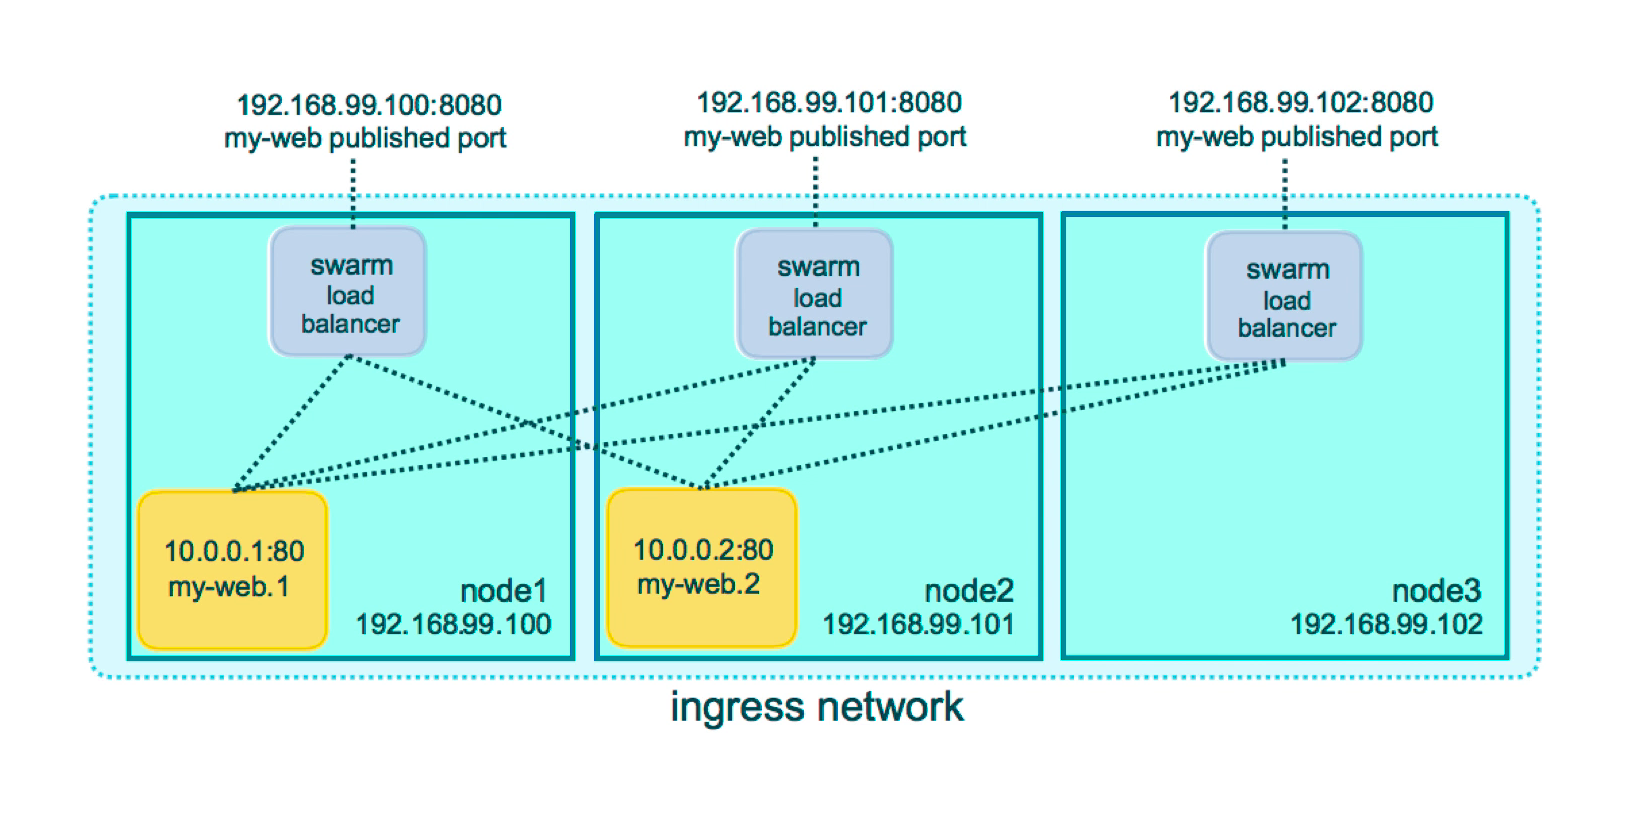 192.168.99.100:8080
my-web published port
192.168.99.101:8080
my-web published port
192.168.99.102:8080
my-web published port
swarm
load
balancer
swarm
load
balancer
swarm
load
balancer
10.0.0.1:80
my-web.1
node1
192.168.99.100
10.0.0.2:80
my-web.2
node2
192.168.99.101
node3
192.168.99.102
ingress network